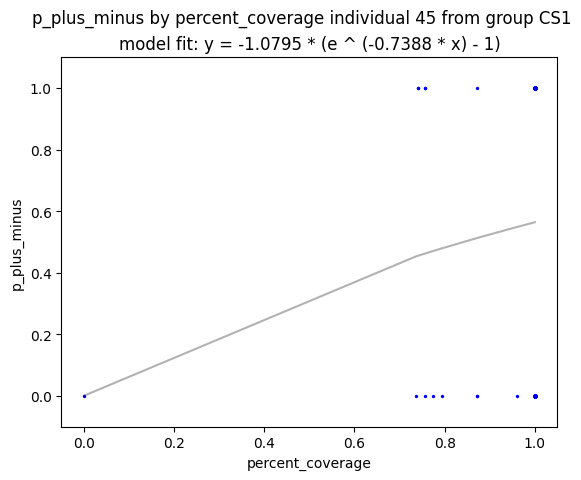 p_plus_minus by percent_coverage individual 45 from group CS1
model fit: y = -1.0795 * (e ^ (-0.7388 * x) - 1)
1.0
0.8
0.6
0.4
0.2
0.0
p_plus_minus
0.0 0.2 0.4 0.6 0.8 1.0
percent_coverage